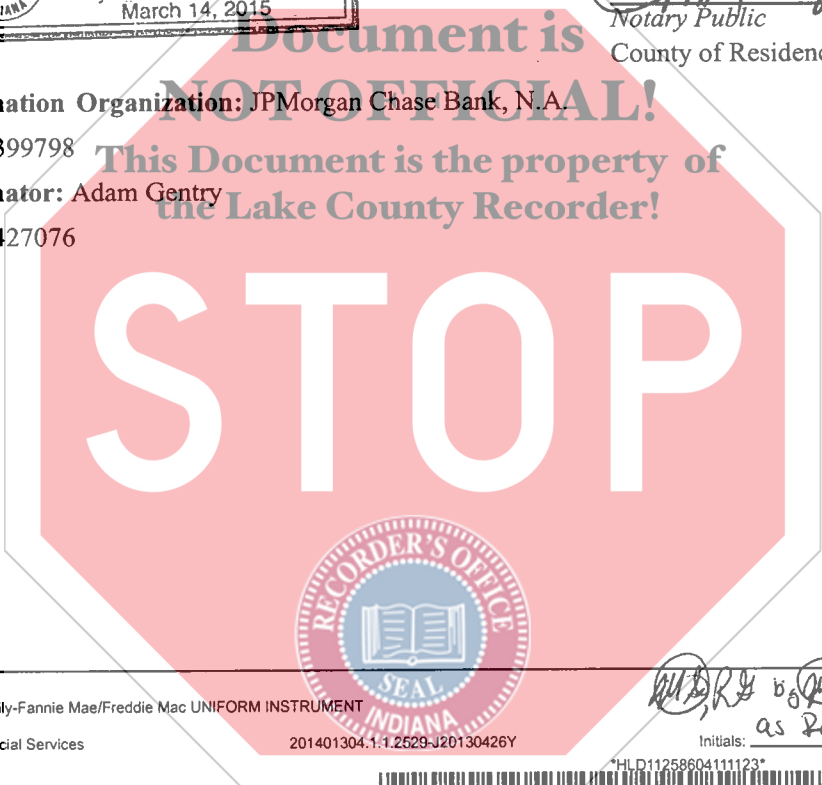 March 14, 2015
Document is
Notary Public
County of Residenc
NOT OFFICIAL!
ation Organization: JPMorgan Chase Bank, N.A.
399798
This Document is the property of
ator: Adam Gentry
the Lake County Recorder!
427076
STOP
RECORDER'S OFFICE
SEAL
INDIANA
ly-Fannie Mae/Freddie Mac UNIFORM INSTRUMENT
cial Services
201401304.1.1.2529-J20130426Y
Initials:
as
*HLD11258604111123*